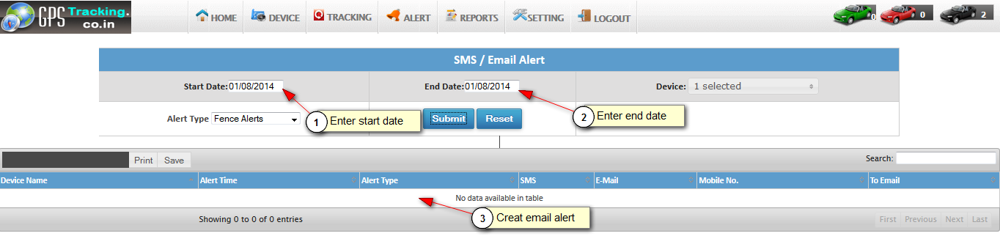 GPS Tracking.
co.in
HOME DEVICE TRACKING ALERT REPORTS SETTING LOGOUT 0 0 2
SMS / Email Alert
Start Date: 01/08/2014 End Date: 01/08/2014 Device: 1 selected
Alert Type Fence Alerts 1 Enter start date Submit Reset 2 Enter end date
Print Save Search:
Device Name Alert Time Alert Type SMS E-Mail Mobile No. To Email
No data available in table
Showing 0 to 0 of 0 entries 3 Creat email alert First Previous Next Last